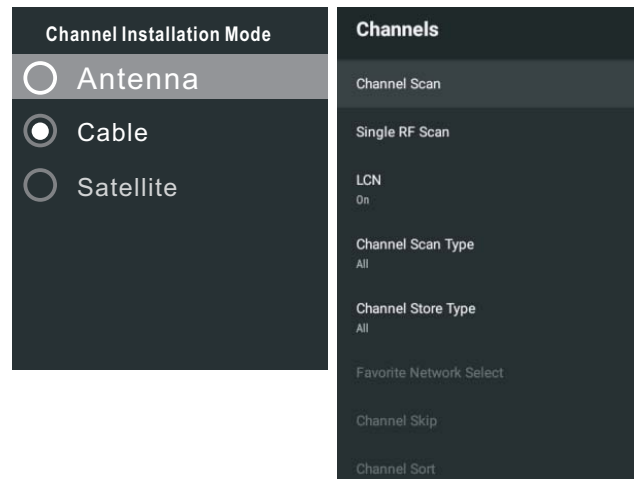 Channel Installation Mode
Antenna
Cable
Satellite
Channels
Channel Scan
Single RF Scan
LCN
On
Channel Scan Type
All
Channel Store Type
All
Favorite Network Select
Channel Skip
Channel Sort